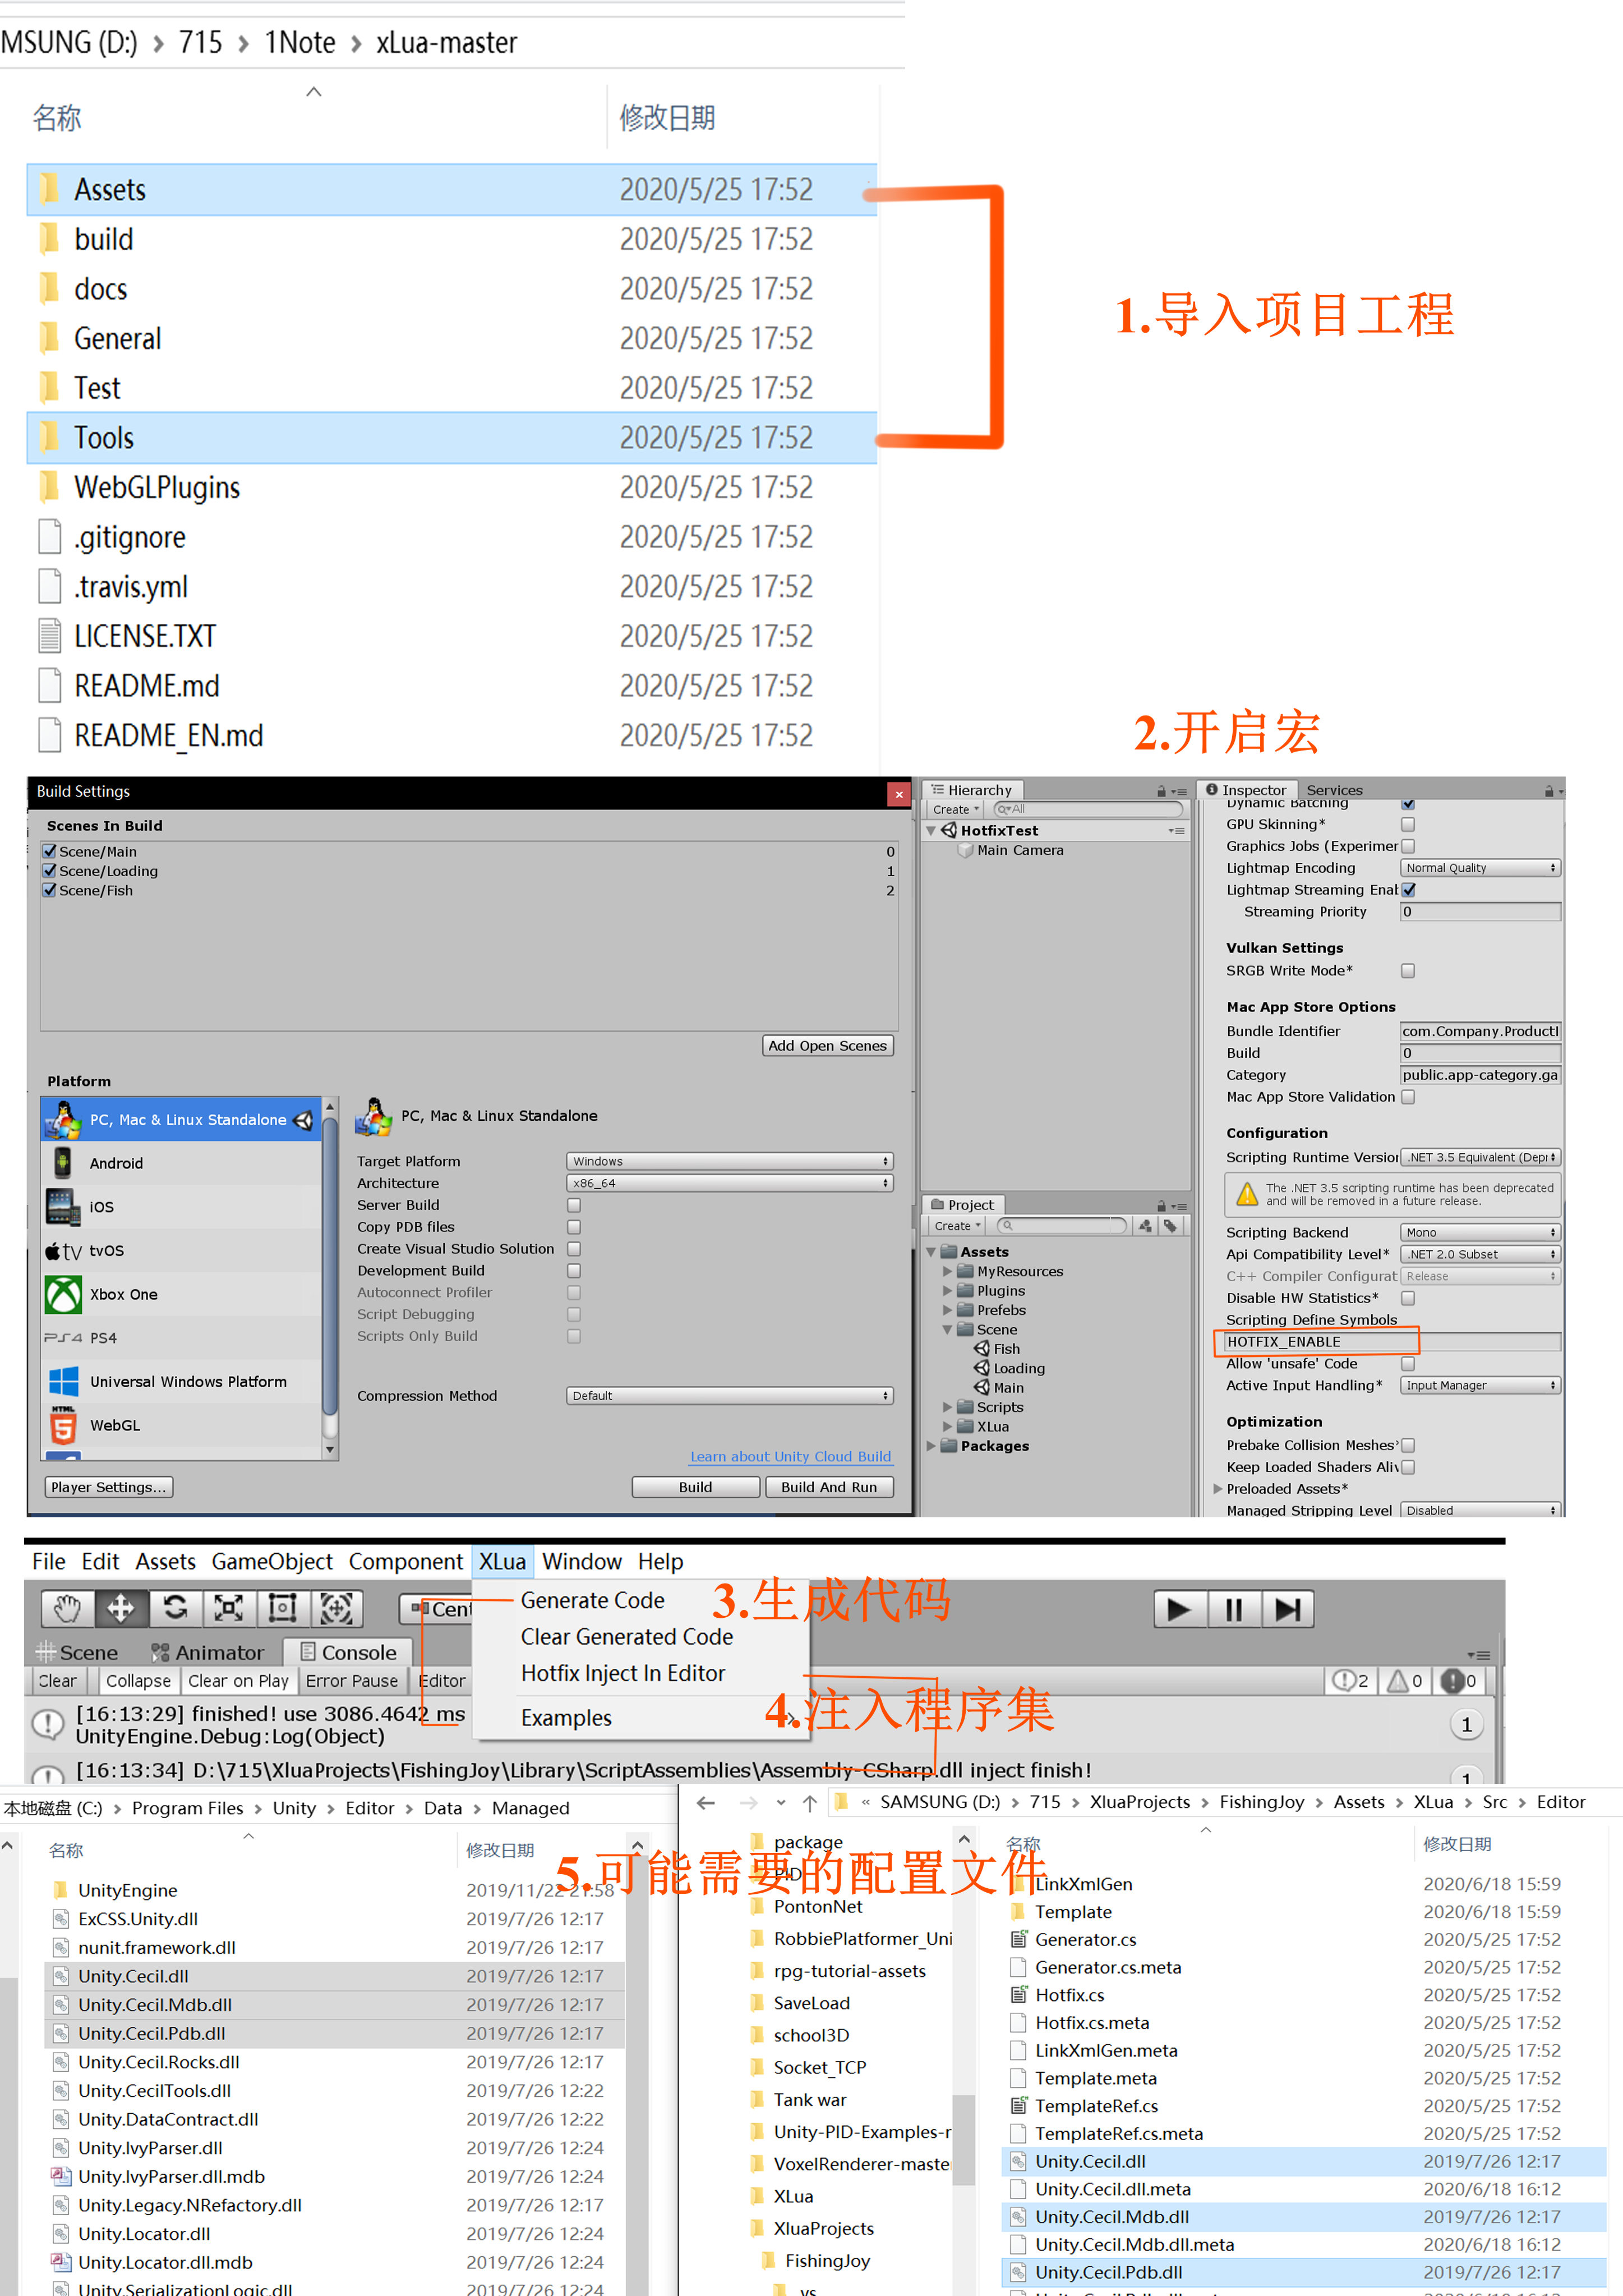 MSUNG (D:) > 715 > 1Note > xLua-master
名称 修改日期
Assets 2020/5/25 17:52
build 2020/5/25 17:52
docs 2020/5/25 17:52
General 2020/5/25 17:52
Test 2020/5/25 17:52
Tools 2020/5/25 17:52
WebGLPlugins 2020/5/25 17:52
.gitignore 2020/5/25 17:52
.travis.yml 2020/5/25 17:52
LICENSE.TXT 2020/5/25 17:52
README.md 2020/5/25 17:52
README_EN.md 2020/5/25 17:52
1.导入项目工程
2.开启宏
Build Settings
Scenes In Build
Scene/Main 0
Scene/Loading 1
Scene/Fish 2
Add Open Scenes
Platform
PC, Mac & Linux Standalone
Android
iOS
tvOS
Xbox One
PS4
Universal Windows Platform
WebGL
PC, Mac & Linux Standalone
Target Platform Windows
Architecture x86_64
Server Build
Copy PDB files
Create Visual Studio Solution
Development Build
Autoconnect Profiler
Script Debugging
Scripts Only Build
Compression Method Default
Learn about Unity Cloud Build
Player Settings... Build Build And Run
Hierarchy
Create All
HotfixTest
Main Camera
Project
Create
Assets
MyResources
Plugins
Prefebs
Scene
Fish
Loading
Main
Scripts
XLua
Packages
Inspector Services
Dynamic Batching
GPU Skinning*
Graphics Jobs (Experimer
Lightmap Encoding Normal Quality
Lightmap Streaming Enab
Streaming Priority 0
Vulkan Settings
SRGB Write Mode*
Mac App Store Options
Bundle Identifier com.Company.Productl
Build 0
Category public.app-category.ga
Mac App Store Validation
Configuration
Scripting Runtime Version .NET 3.5 Equivalent (Depr
The .NET 3.5 scripting runtime has been deprecated
and will be removed in a future release.
Scripting Backend Mono
Api Compatibility Level* .NET 2.0 Subset
C++ Compiler Configurat Release
Disable HW Statistics*
Scripting Define Symbols
HOTFIX_ENABLE
Allow 'unsafe' Code
Active Input Handling* Input Manager
Optimization
Prebake Collision Meshes*
Keep Loaded Shaders Aliv
Preloaded Assets*
Managed Stripping Level Disabled
File Edit Assets GameObject Component XLua Window Help
Cent
Generate Code
Clear Generated Code
Hotfix Inject In Editor
Examples
3.生成代码
4.注入程序集
Scene Animator Console
Clear Collapse Clear on Play Error Pause Editor 2 0 0
[16:13:29] finished! use 3086.4642 ms
UnityEngine.Debug:Log(Object) 1
[16:13:34] D:\715\XluaProjects\FishingJoy\Library\ScriptAssemblies\Assembly-CSharp.dll inject finish! 1
本地磁盘 (C:) > Program Files > Unity > Editor > Data > Managed
名称 修改日期
5.可能需要的配置文件
UnityEngine 2019/11/22 21:58
ExCSS.Unity.dll 2019/7/26 12:17
nunit.framework.dll 2019/7/26 12:17
Unity.Cecil.dll 2019/7/26 12:17
Unity.Cecil.Mdb.dll 2019/7/26 12:17
Unity.Cecil.Pdb.dll 2019/7/26 12:17
Unity.Cecil.Rocks.dll 2019/7/26 12:17
Unity.CecilTools.dll 2019/7/26 12:22
Unity.DataContract.dll 2019/7/26 12:22
Unity.IvyParser.dll 2019/7/26 12:24
Unity.IvyParser.dll.mdb 2019/7/26 12:24
Unity.Legacy.NRefactory.dll 2019/7/26 12:17
Unity.Locator.dll 2019/7/26 12:24
Unity.Locator.dll.mdb 2019/7/26 12:24
Unity.SerializationLogic.dll 2019/7/26 12:24
« SAMSUNG (D:) > 715 > XluaProjects > FishingJoy > Assets > XLua > Src > Editor
package
PID
PontonNet
RobbiePlatformer_Uni
rpg-tutorial-assets
SaveLoad
school3D
Socket_TCP
Tank war
Unity-PID-Examples-r
VoxelRenderer-maste
XLua
XluaProjects
FishingJoy
.vs
名称 修改日期
LinkXmlGen 2020/6/18 15:59
Template 2020/6/18 15:59
Generator.cs 2020/5/25 17:52
Generator.cs.meta 2020/5/25 17:52
Hotfix.cs 2020/5/25 17:52
Hotfix.cs.meta 2020/5/25 17:52
LinkXmlGen.meta 2020/5/25 17:52
Template.meta 2020/5/25 17:52
TemplateRef.cs 2020/5/25 17:52
TemplateRef.cs.meta 2020/5/25 17:52
Unity.Cecil.dll 2019/7/26 12:17
Unity.Cecil.dll.meta 2020/6/18 16:12
Unity.Cecil.Mdb.dll 2019/7/26 12:17
Unity.Cecil.Mdb.dll.meta 2020/6/18 16:12
Unity.Cecil.Pdb.dll 2019/7/26 12:17